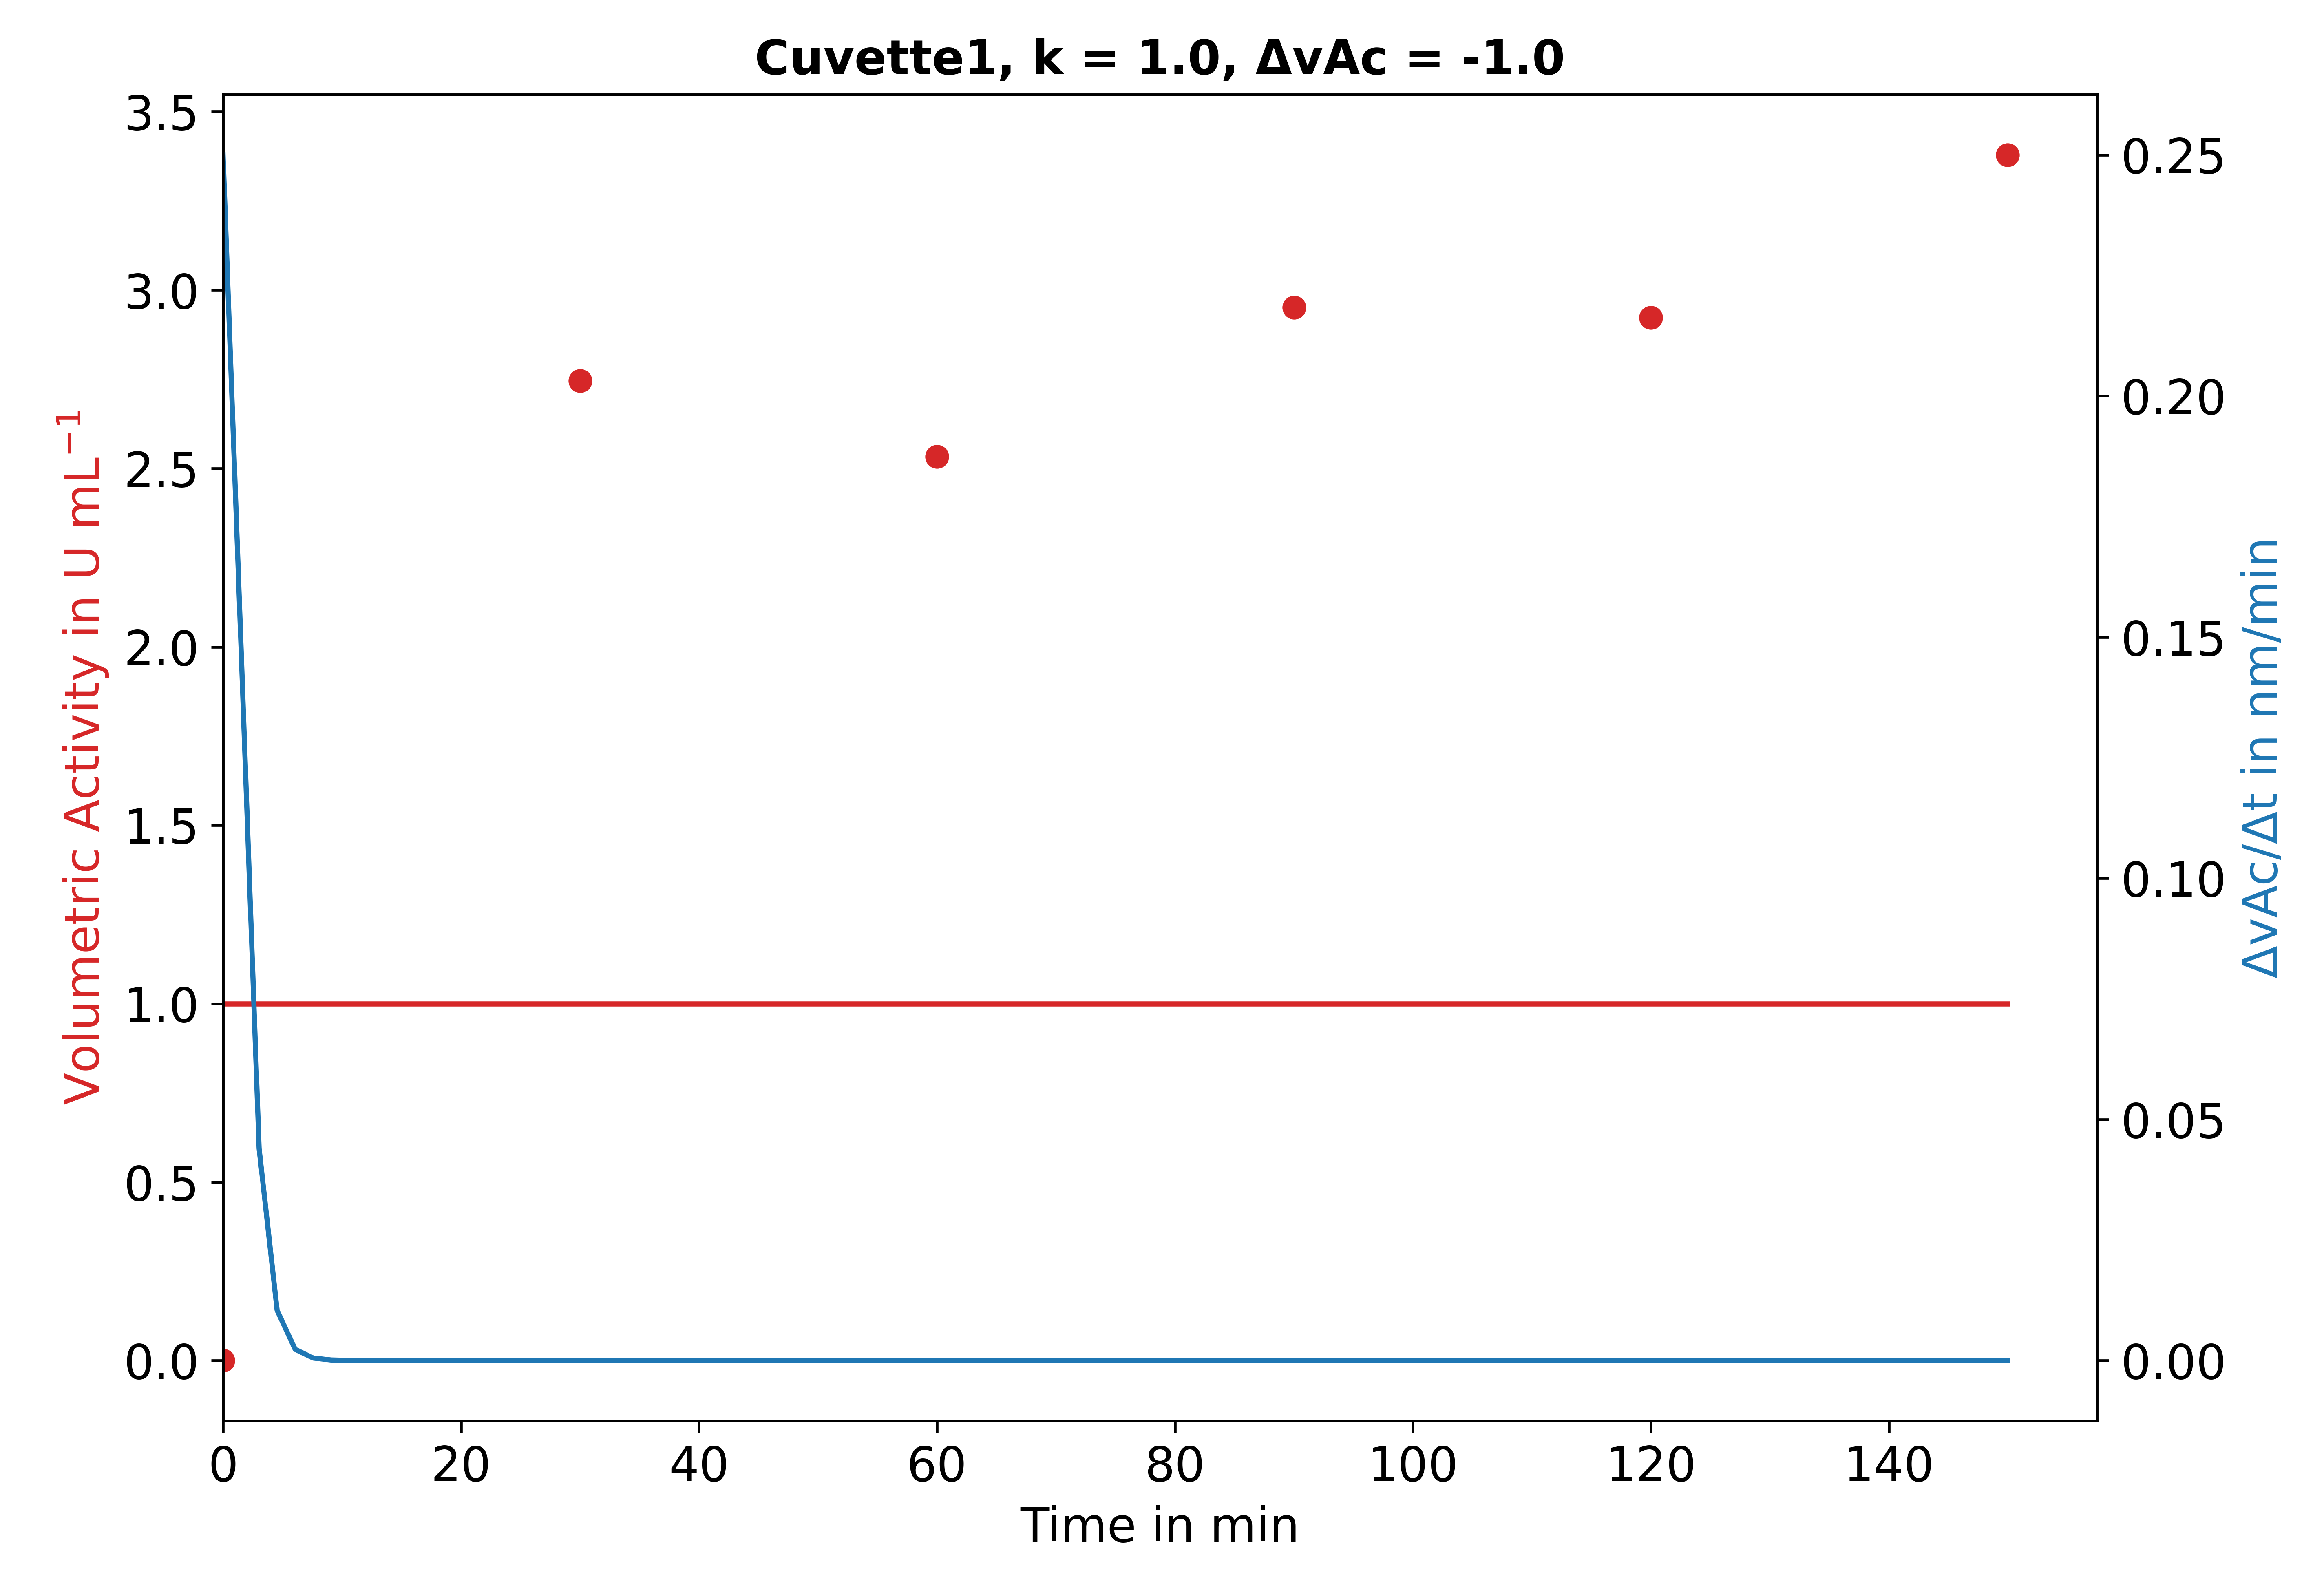 Cuvette1, k = 1.0, ΔvAc = -1.0
3.5
3.0
2.5
2.0
1.5
1.0
0.5
0.0
Volumetric Activity in U mL⁻¹
0.25
0.20
0.15
0.10
0.05
0.00
ΔvAc/Δt in nm/min
0 20 40 60 80 100 120 140
Time in min